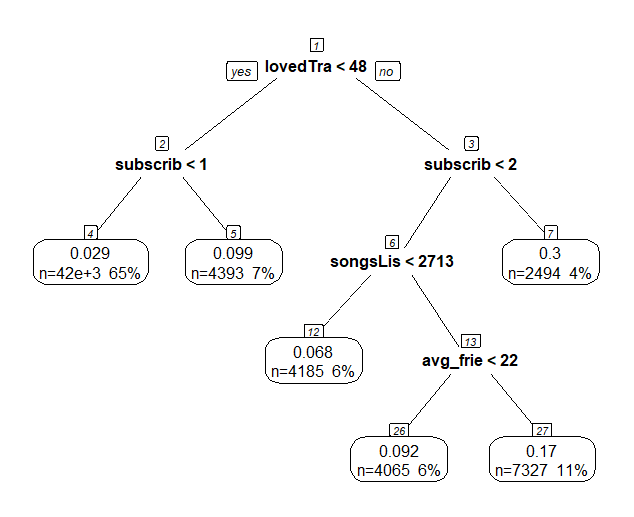 1
yes lovedTra < 48 no
2
subscrib < 1
3
subscrib < 2
4
0.029
n=42e+3 65%
5
0.099
n=4393 7%
6
songsLis < 2713
7
0.3
n=2494 4%
12
0.068
n=4185 6%
13
avg_frie < 22
26
0.092
n=4065 6%
27
0.17
n=7327 11%